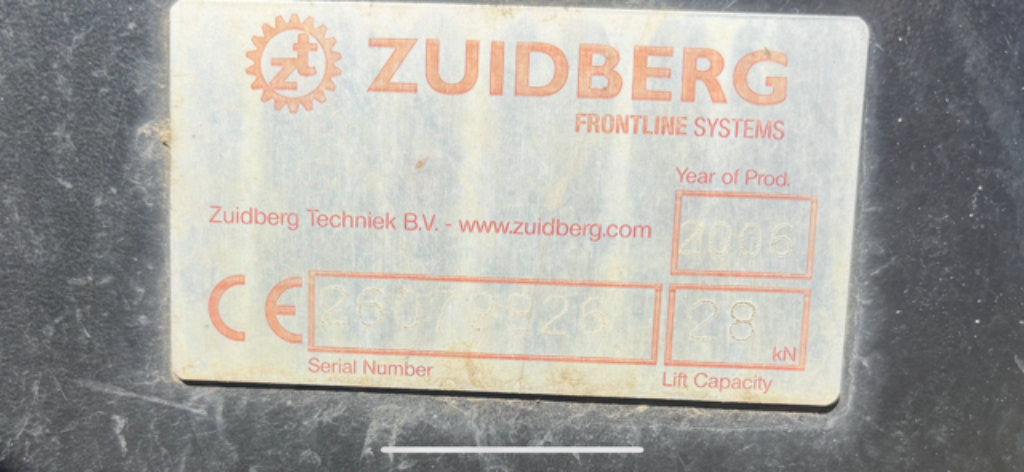 zt ZUIDBERG
FRONTLINE SYSTEMS
Year of Prod.
2006
Zuidberg Techniek B.V. - www.zuidberg.com
CE
28
kN
Serial Number
Lift Capacity